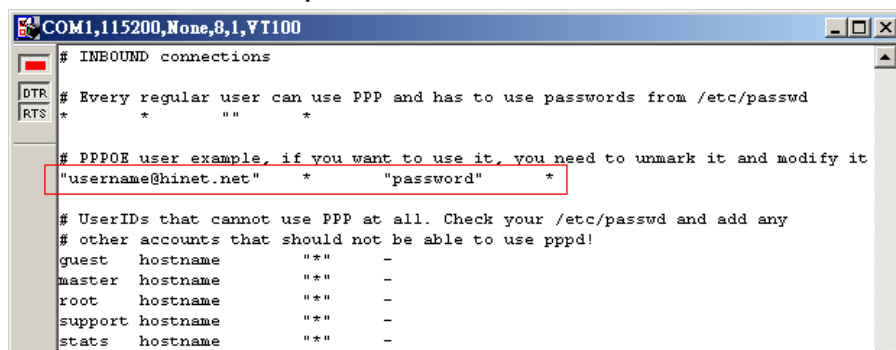 COM1,115200,None,8,1,VT100
# INBOUND connections
DTR
# Every regular user can use PPP and has to use passwords from /etc/passwd
RTS
* * "" *
# PPPOE user example, if you want to use it, you need to unmark it and modify it
"username@hinet.net" * "password" *
# UserIDs that cannot use PPP at all. Check your /etc/passwd and add any
# other accounts that should not be able to use pppd!
guest hostname "*" -
master hostname "*" -
root hostname "*" -
support hostname "*" -
stats hostname "*" -